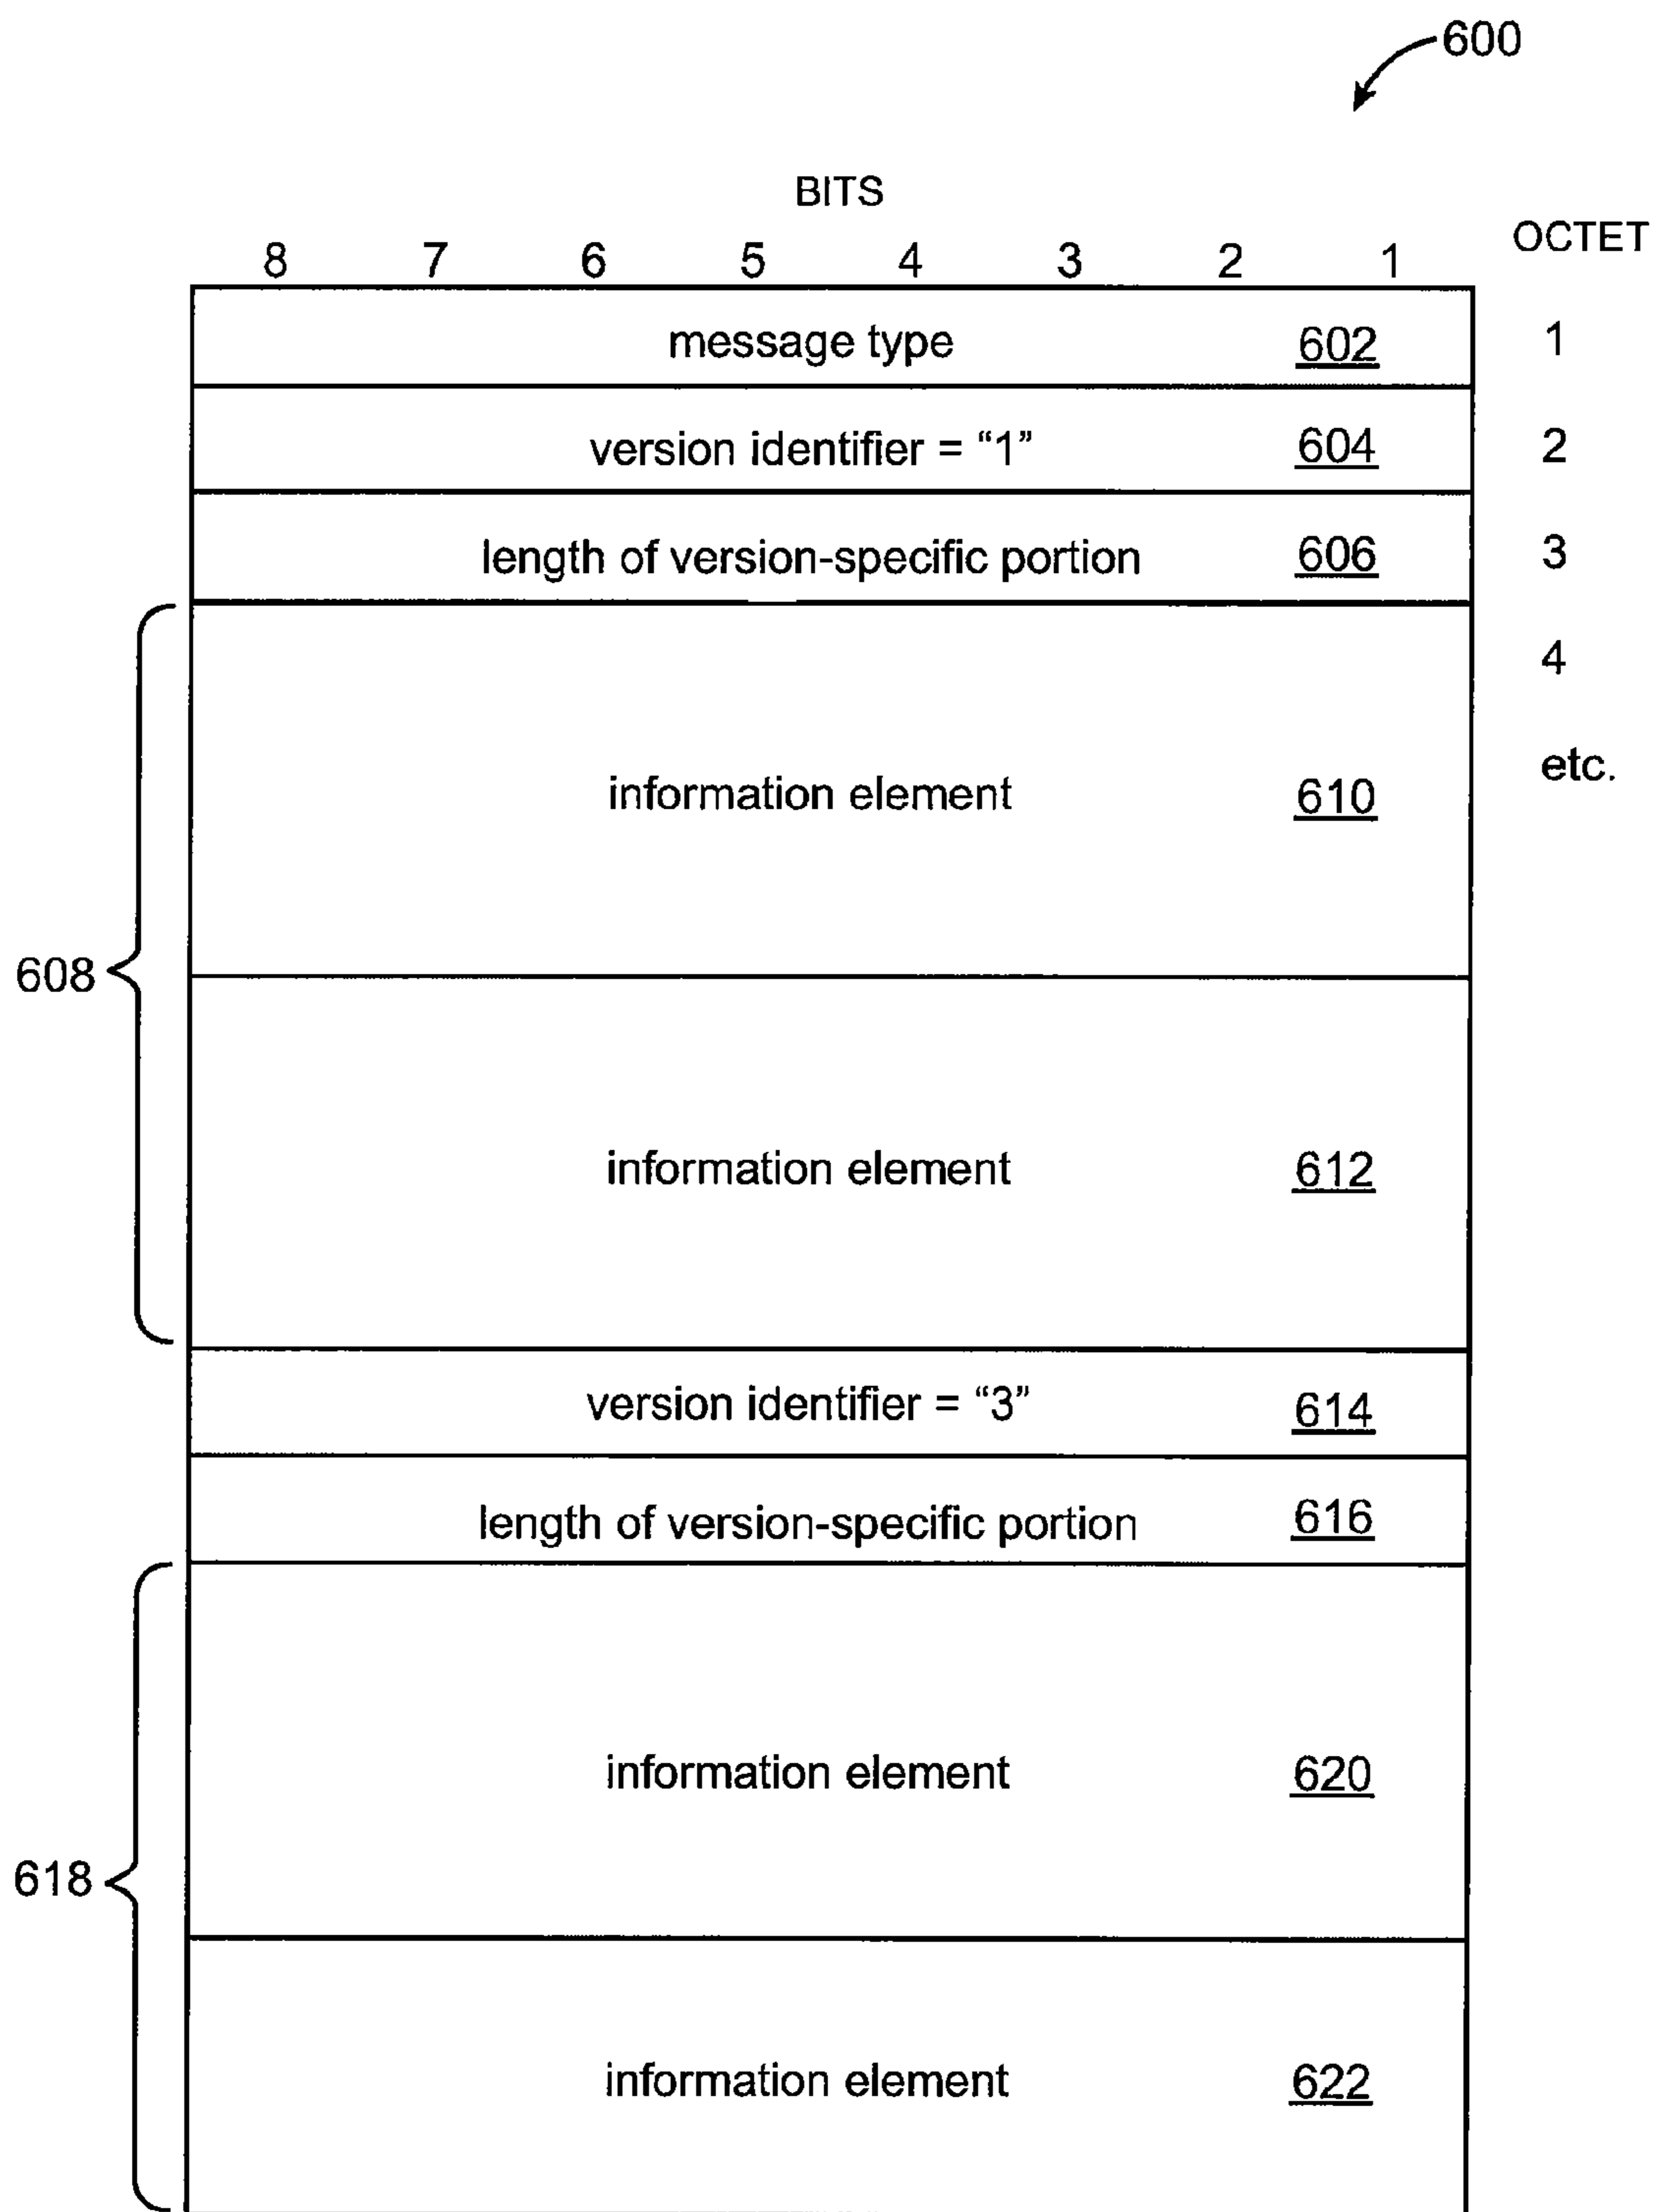 600
BITS
OCTET
8 7 6 5 4 3 2 1
message type 602 1
version identifier = “1” 604 2
length of version-specific portion 606 3
4
etc.
information element 610
608
information element 612
version identifier = “3” 614
length of version-specific portion 616
information element 620
618
information element 622